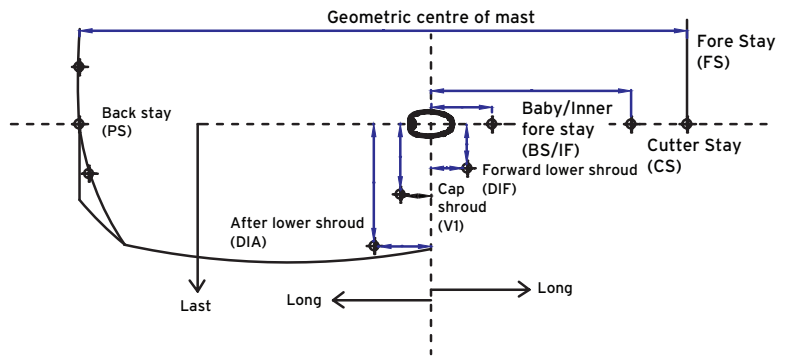 Geometric centre of mast
Fore Stay
(FS)
Back stay
(PS)
Baby/Inner
fore stay
(BS/IF)
Cutter Stay
(CS)
Forward lower shroud
(DIF)
Cap
shroud
(V1)
After lower shroud
(DIA)
Last
Long
Long